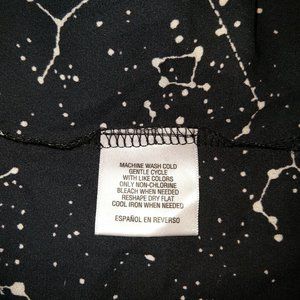 MACHINE WASH COLD
GENTLE CYCLE
WITH LIKE COLORS
ONLY NON-CHLORINE
BLEACH WHEN NEEDED
RESHAPE DRY FLAT
COOL IRON WHEN NEEDED
ESPAÑOL EN REVERSO